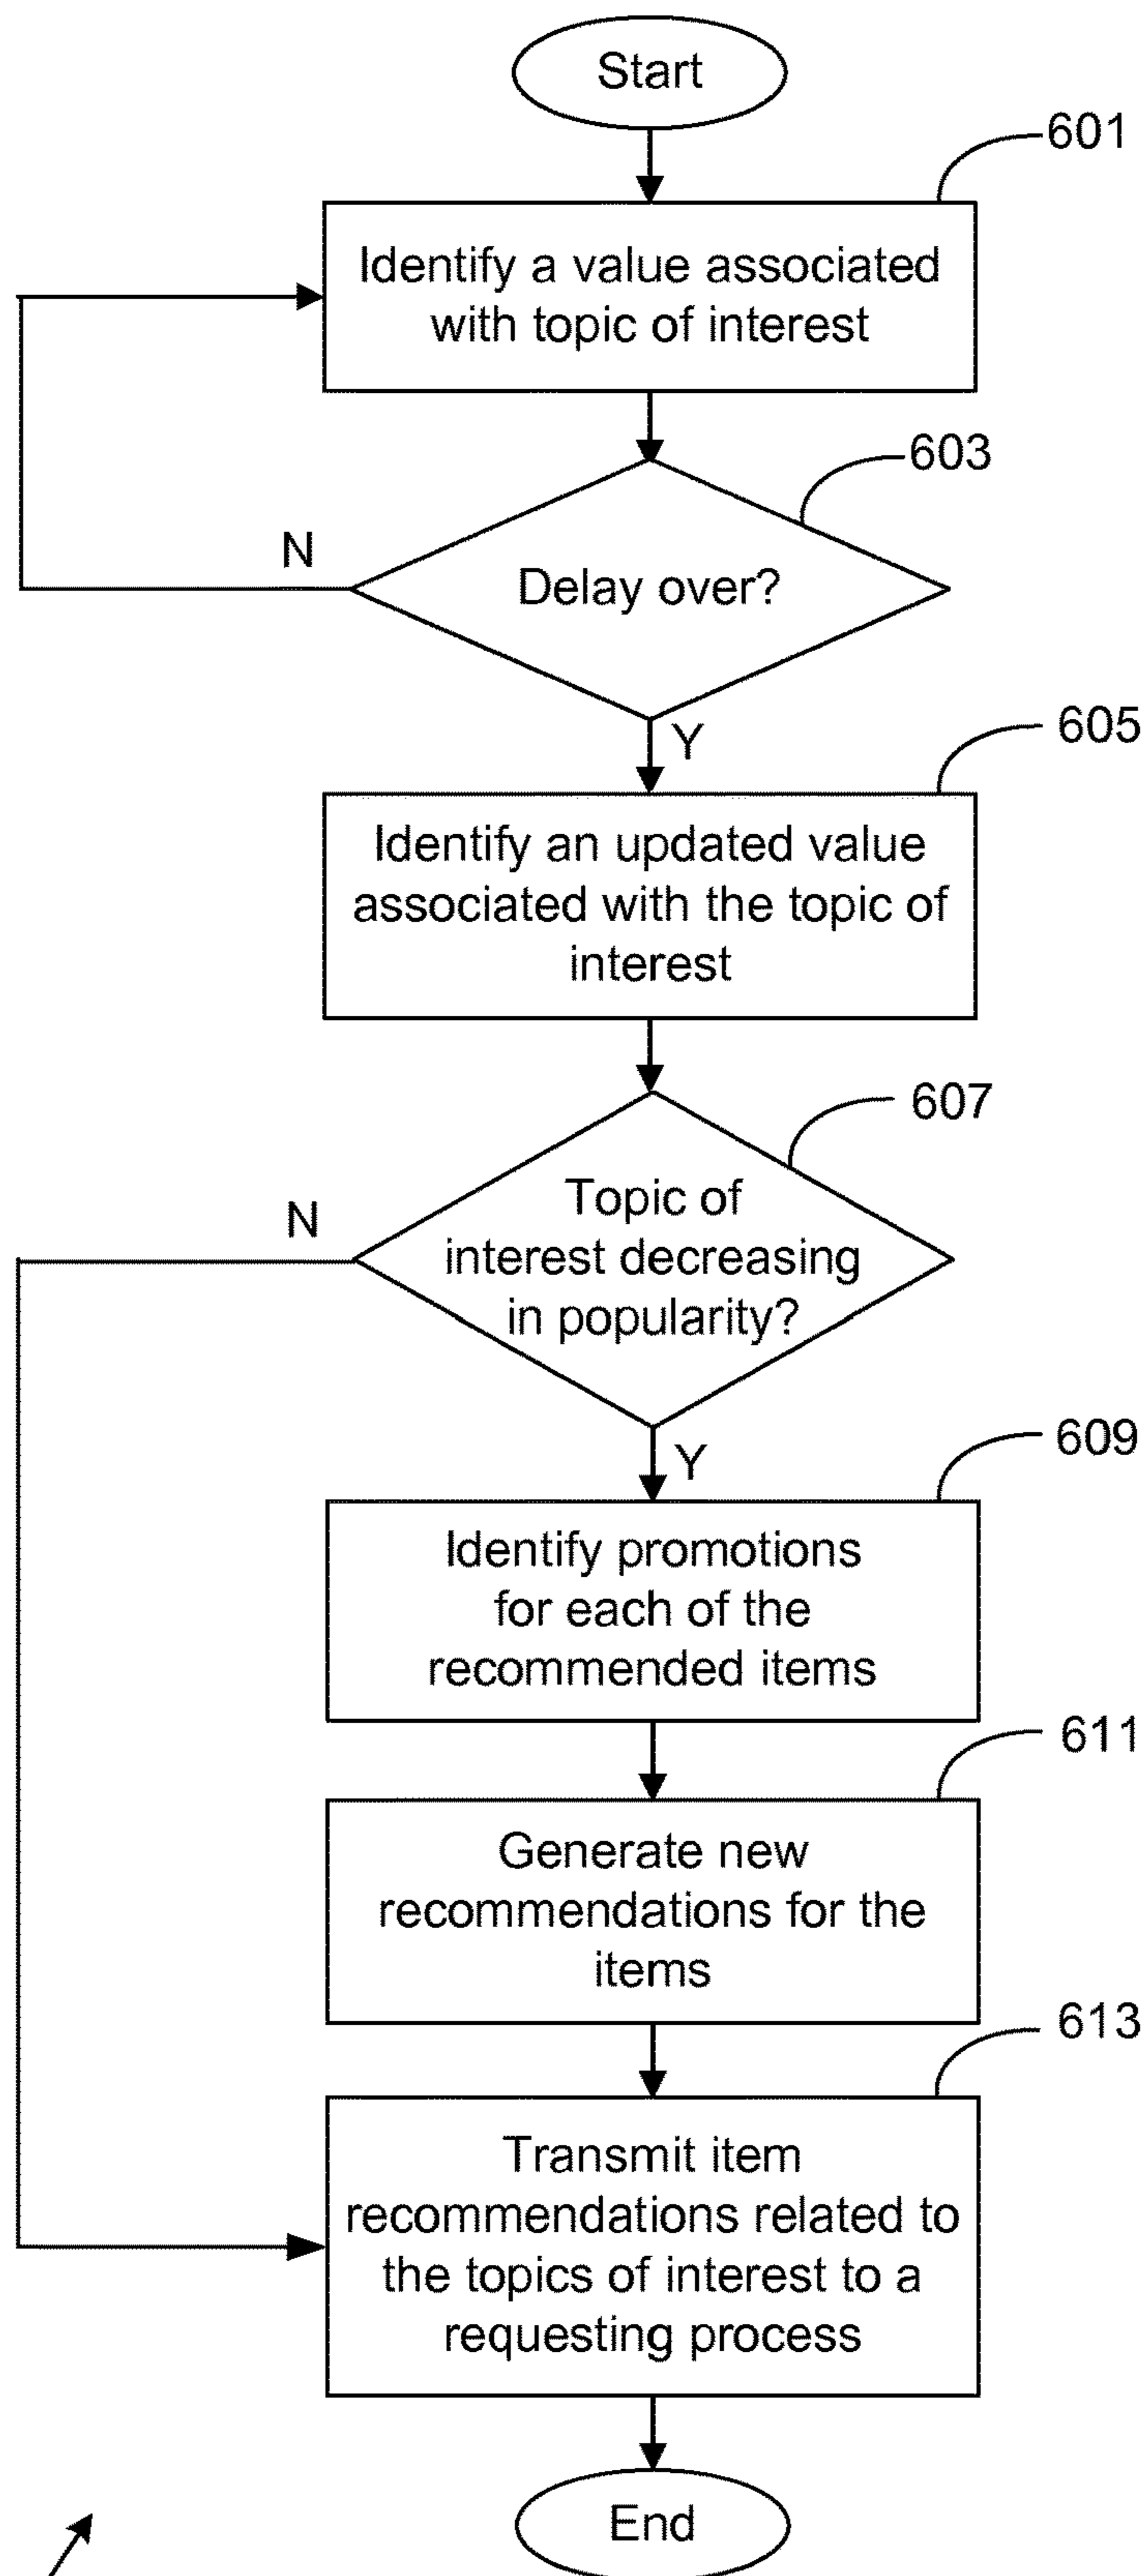 Start
601
Identify a value associated
with topic of interest
603
N
Delay over?
Y
605
Identify an updated value
associated with the topic of
interest
607
N
Topic of
interest decreasing
in popularity?
Y
609
Identify promotions
for each of the
recommended items
611
Generate new
recommendations for the
items
613
Transmit item
recommendations related to
the topics of interest to a
requesting process
End